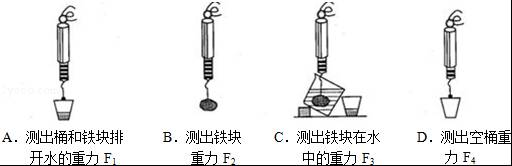 A．测出桶和铁块排
开水的重力 F₁
B．测出铁块
重力 F₂
C．测出铁块在水
中的重力 F₃
D．测出空桶重
力 F₄